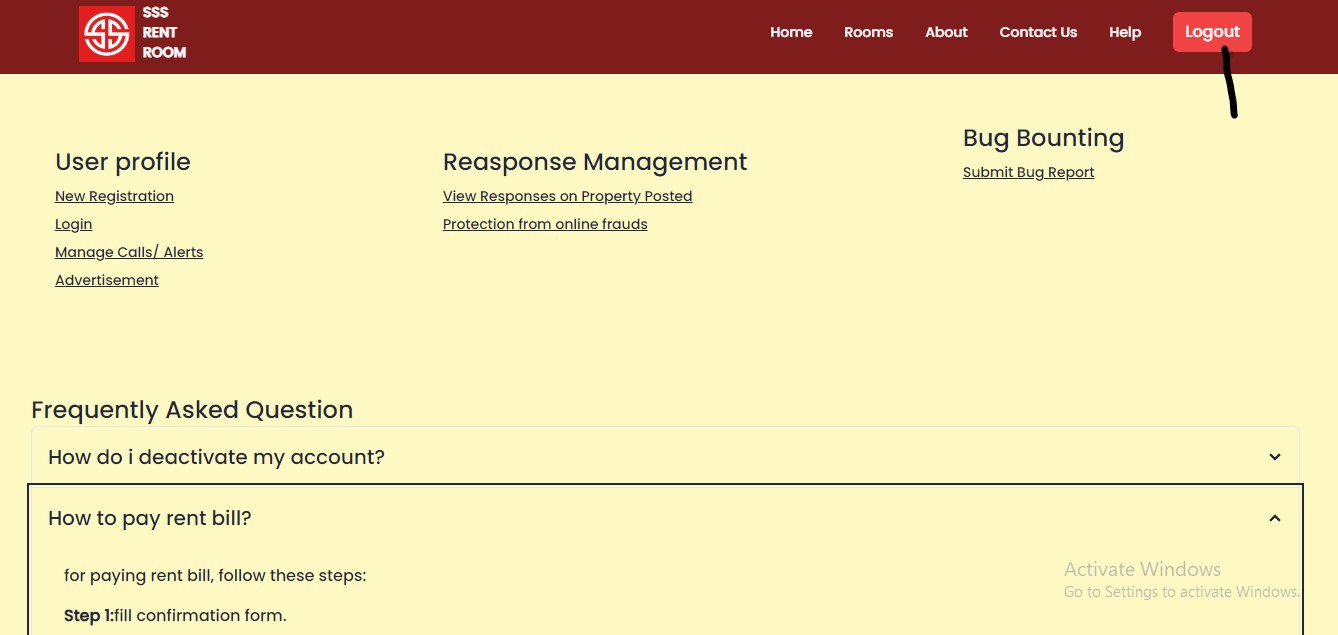 SSS
RENT
ROOM
Home Rooms About Contact Us Help Logout
User profile
New Registration
Login
Manage Calls/ Alerts
Advertisement
Reasponse Management
View Responses on Property Posted
Protection from online frauds
Bug Bounting
Submit Bug Report
Frequently Asked Question
How do i deactivate my account?
How to pay rent bill?
for paying rent bill, follow these steps:
Step 1:fill confirmation form.
Activate Windows
Go to Settings to activate Windows.